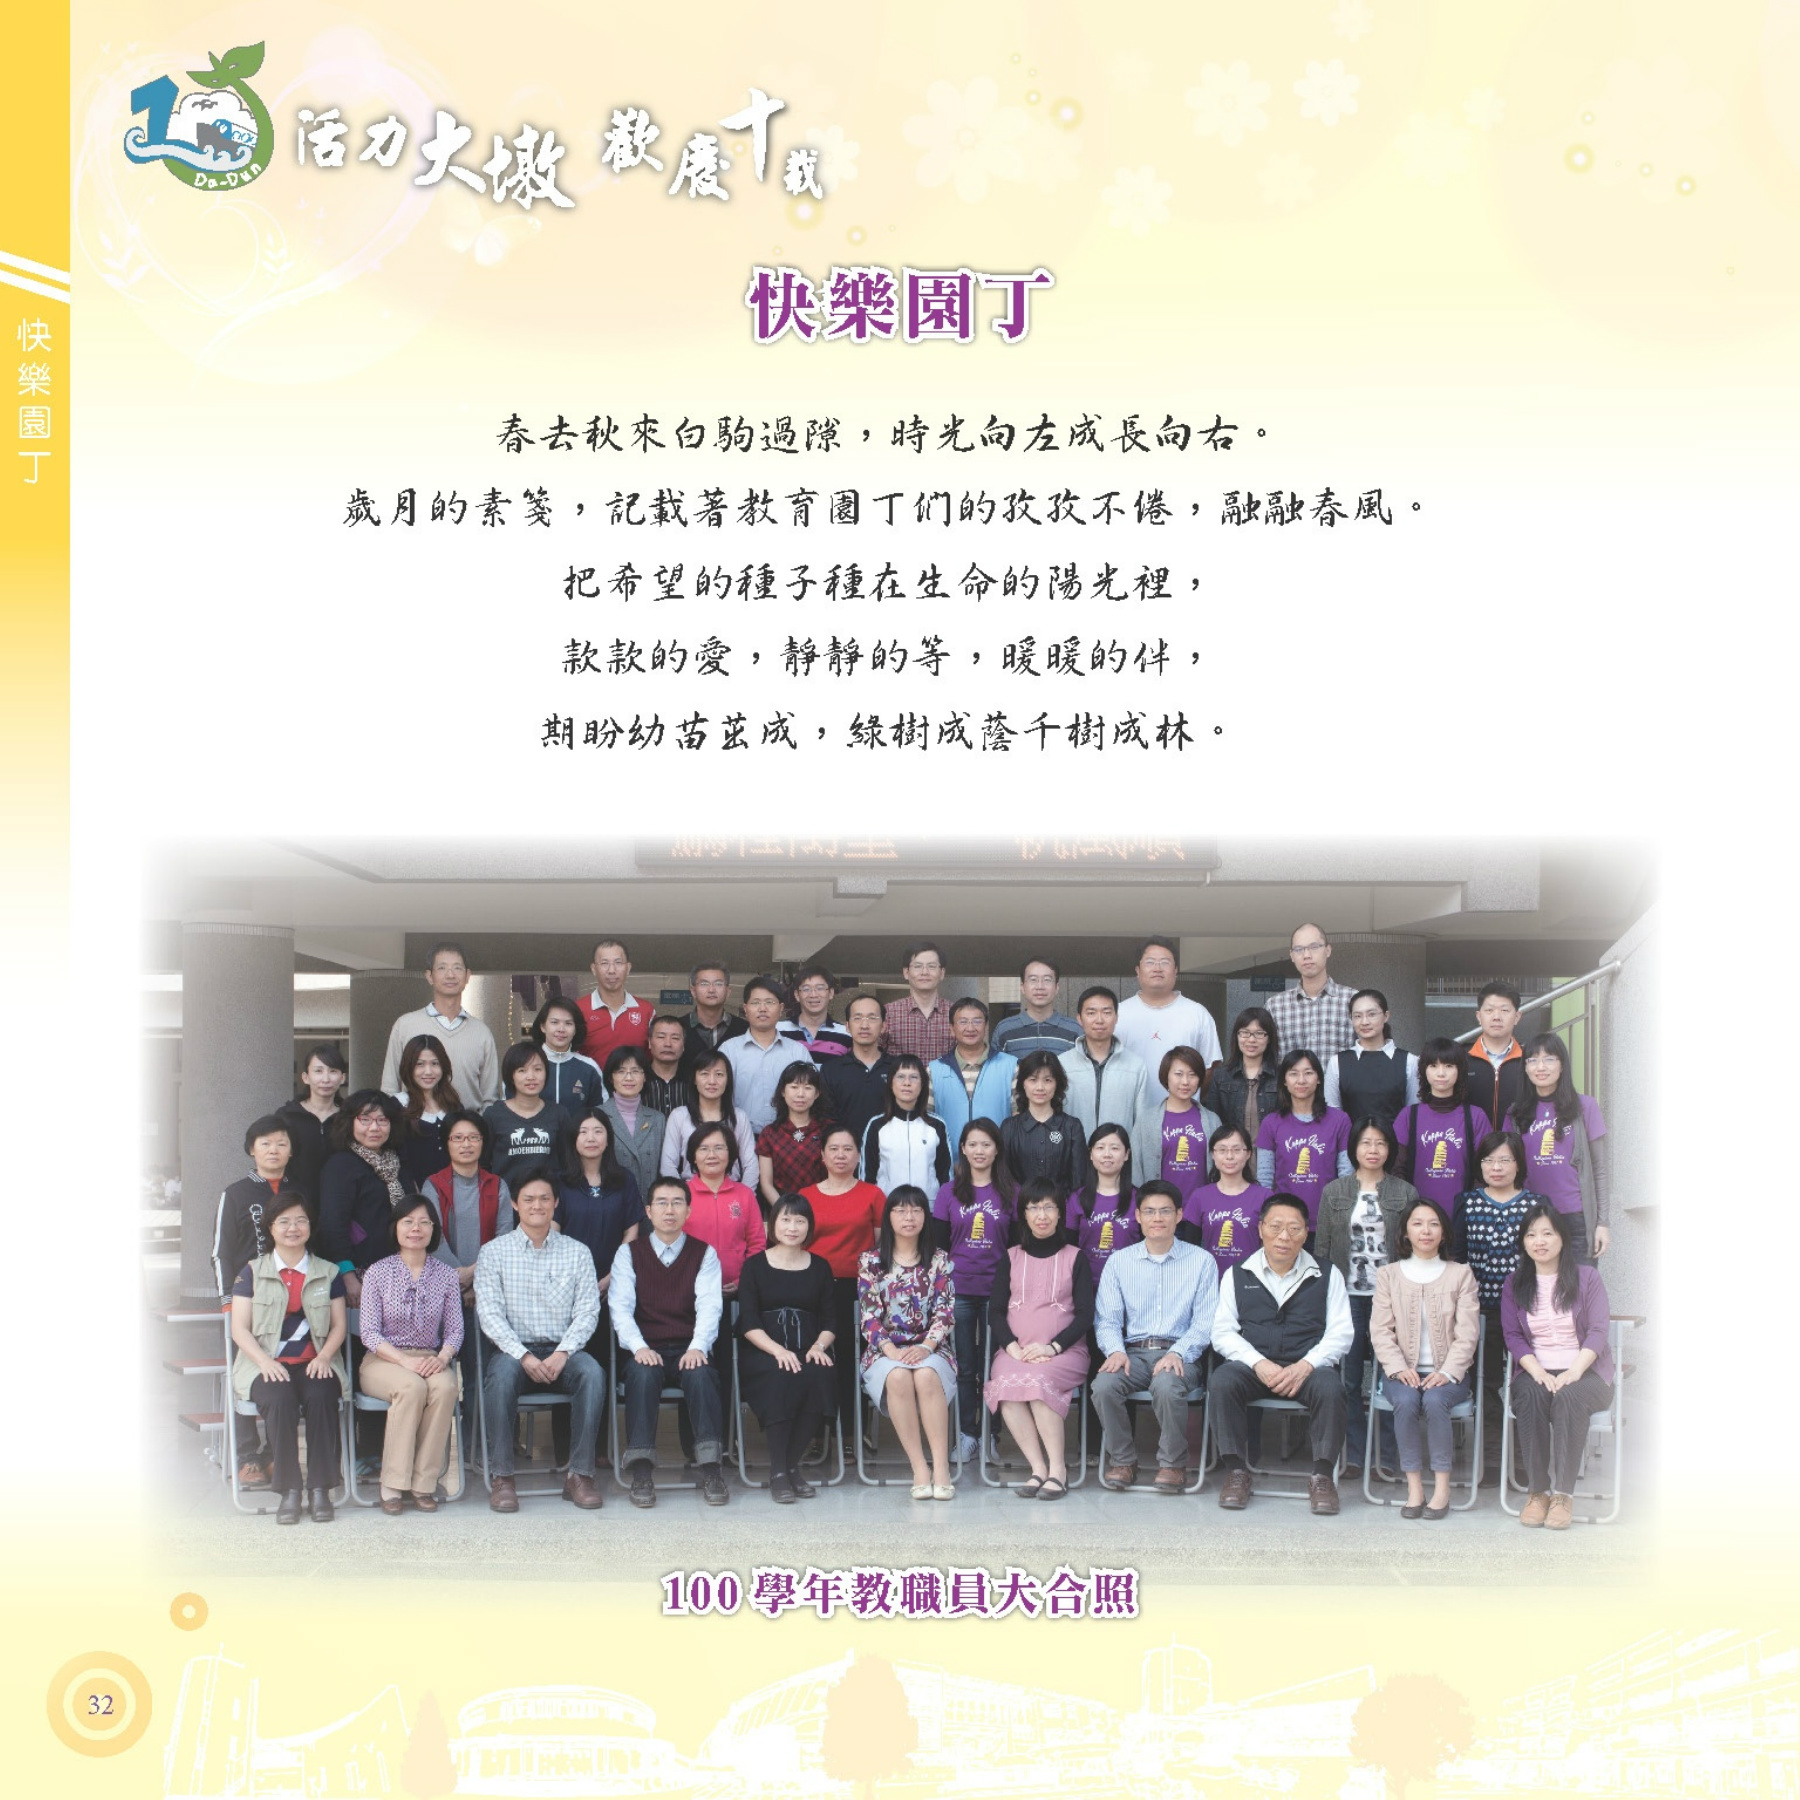 Da-Dun
活力大墩 歡慶十載
快樂園丁
快樂園丁
春去秋來白駒過隙，時光向左成長向右。
歲月的素箋，記載著教育園丁们的孜孜不倦，融融春風。
把希望的種子種在生命的陽光裡，
款款的愛，靜靜的等，暖暖的伴，
期盼幼苗茁成，綠樹成蔭千樹成林。
Kappa Italia
100 學年教職員大合照
32